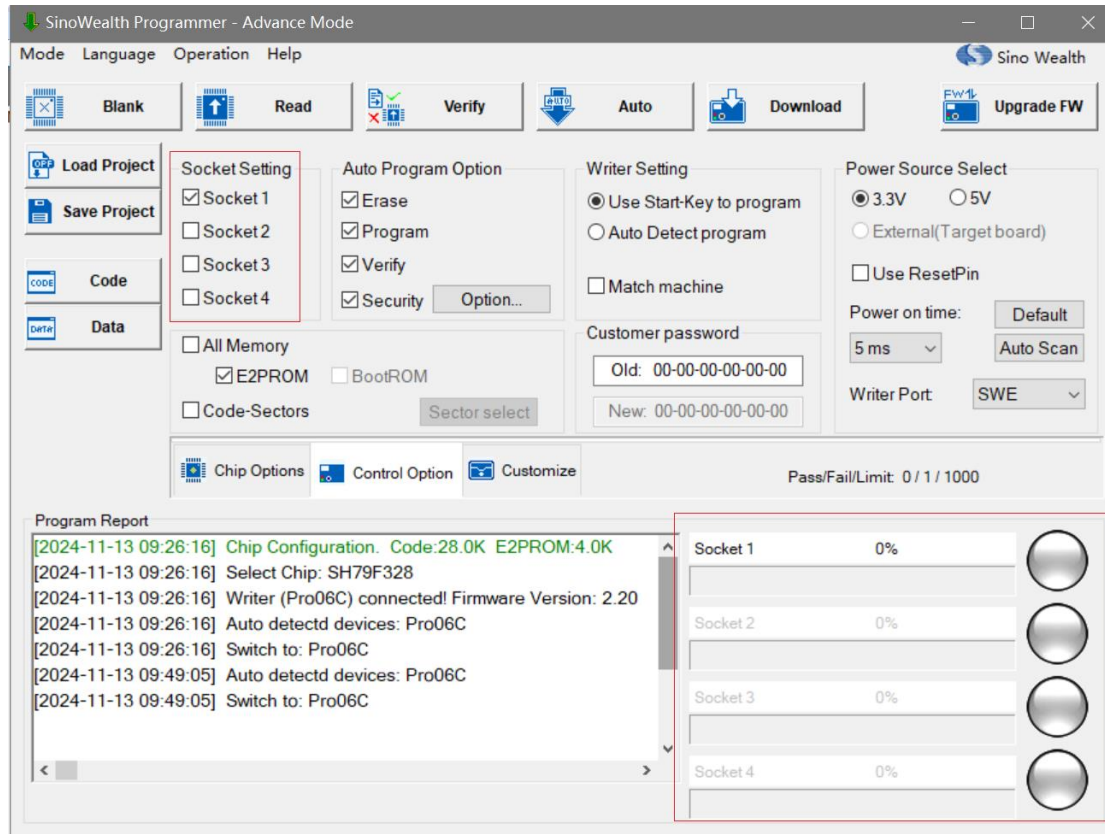 SinoWealth Programmer - Advance Mode
Mode Language Operation Help
Sino Wealth
Blank
Read
Verify
AUTO
Auto
Download
FW
Upgrade FW
Load Project
Save Project
CODE
Code
DATA
Data
Socket Setting
Socket 1
Socket 2
Socket 3
Socket 4
Auto Program Option
Erase
Program
Verify
Security
Option...
Writer Setting
Use Start-Key to program
Auto Detect program
Match machine
Power Source Select
3.3V
5V
External(Target board)
Use ResetPin
Power on time:
Default
5 ms
Auto Scan
Writer Port:
SWE
All Memory
E2PROM
BootROM
Code-Sectors
Sector select
Customer password
Old: 00-00-00-00-00-00
New: 00-00-00-00-00-00
Chip Options
Control Option
Customize
Pass/Fail/Limit: 0 / 1 / 1000
Program Report
[2024-11-13 09:26:16] Chip Configuration. Code:28.0K E2PROM:4.0K
[2024-11-13 09:26:16] Select Chip: SH79F328
[2024-11-13 09:26:16] Writer (Pro06C) connected! Firmware Version: 2.20
[2024-11-13 09:26:16] Auto detectd devices: Pro06C
[2024-11-13 09:26:16] Switch to: Pro06C
[2024-11-13 09:49:05] Auto detectd devices: Pro06C
[2024-11-13 09:49:05] Switch to: Pro06C
Socket 1 0%
Socket 2 0%
Socket 3 0%
Socket 4 0%